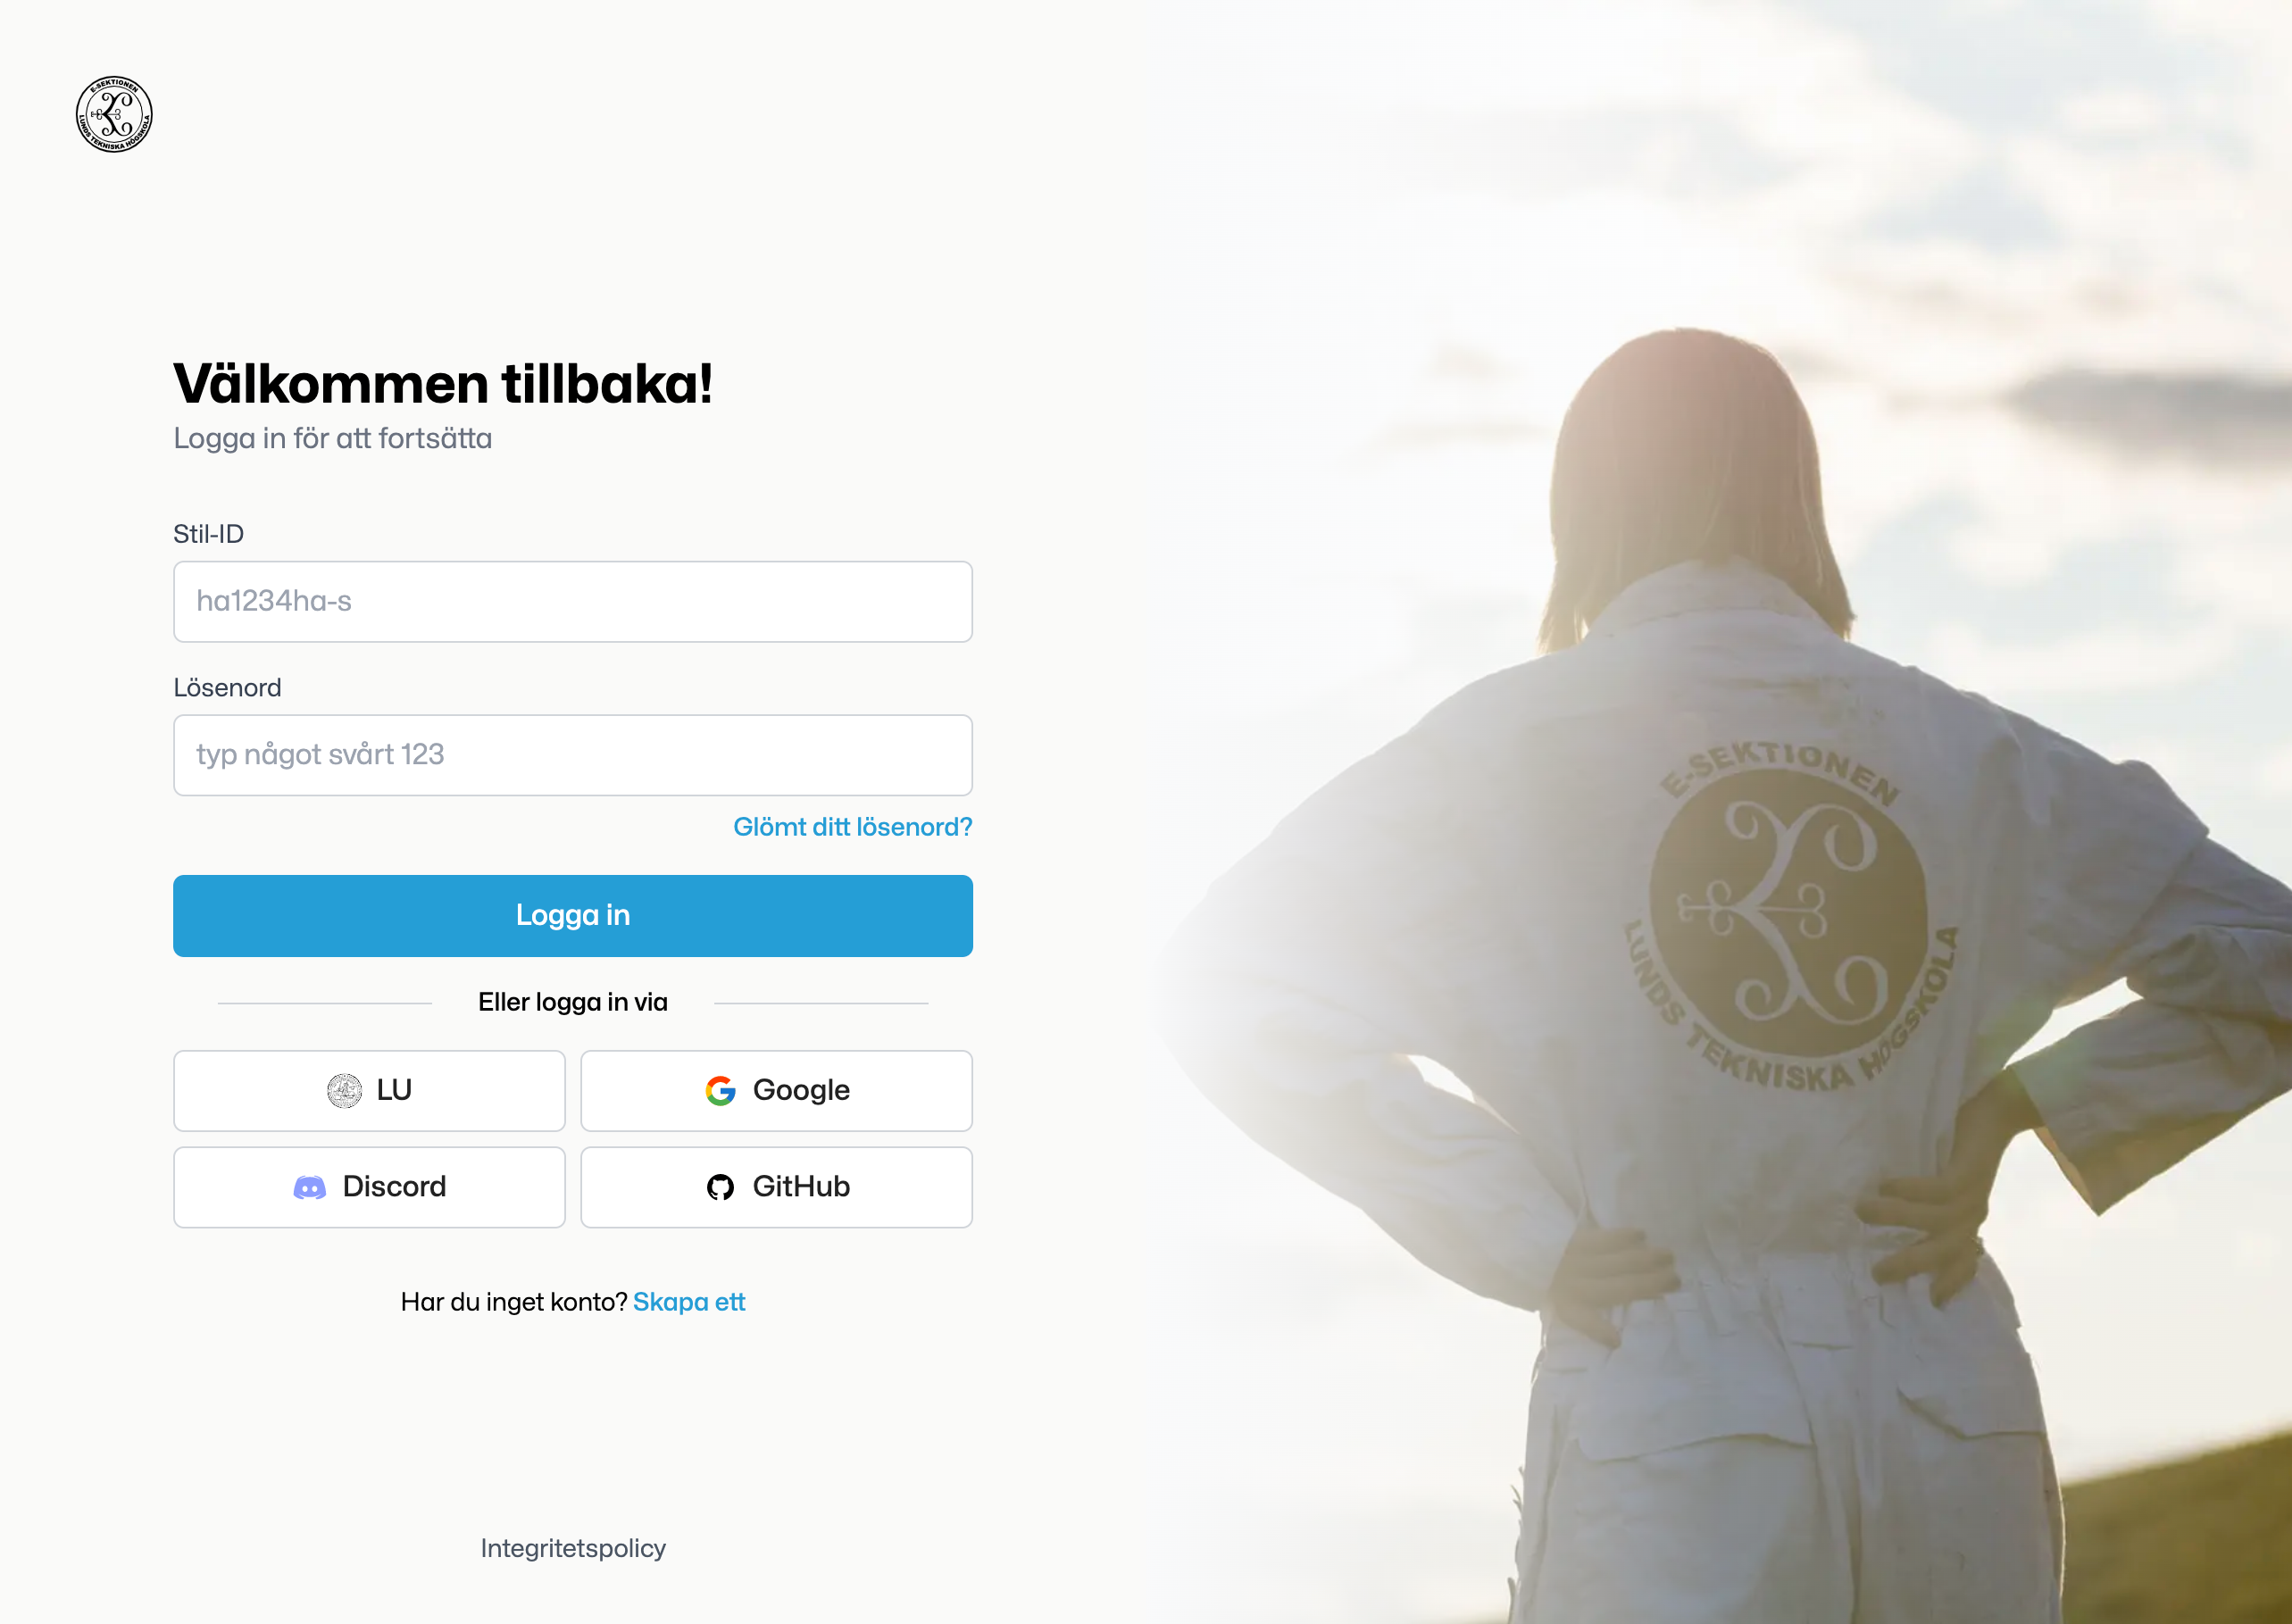 E-SEKTIONEN
LUNDS TEKNISKA HÖGSKOLA
Välkommen tillbaka!
Logga in för att fortsätta
Stil-ID
ha1234ha-s
Lösenord
typ något svårt 123
Glömt ditt lösenord?
Logga in
Eller logga in via
LU
Google
Discord
GitHub
Har du inget konto? Skapa ett
Integritetspolicy
E-SEKTIONEN
LUNDS TEKNISKA HÖGSKOLA